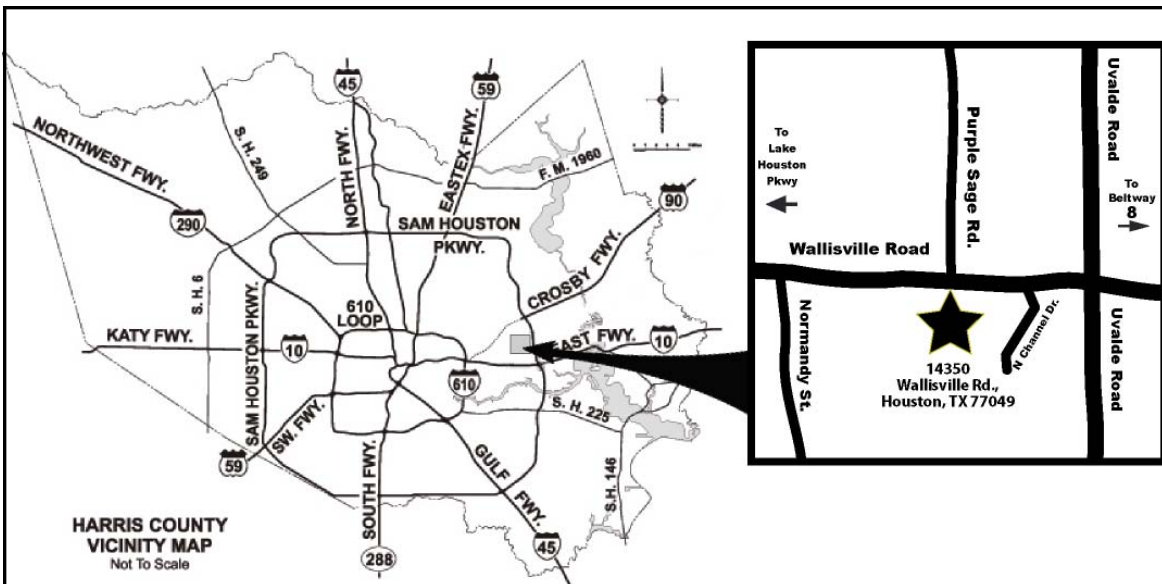 45
59
NORTHWEST FWY.
S. H. 249
NORTH FWY.
EASTEX FWY.
F. M. 1960
90
290
SAM HOUSTON
PKWY.
CROSBY FWY.
S. H. 6
610
LOOP
KATY FWY.
10
SAM HOUSTON PKWY.
EAST FWY.
10
610
S. H. 225
SW. FWY.
59
SOUTH FWY.
GULF FWY.
S.H. 146
288
45
HARRIS COUNTY
VICINITY MAP
Not To Scale
To
Lake
Houston
Pkwy
Purple Sage Rd.
Uvalde Road
To
Beltway
8
Wallisville Road
Normandy St.
N Channel Dr.
Uvalde Road
14350
Wallisville Rd.,
Houston, TX 77049